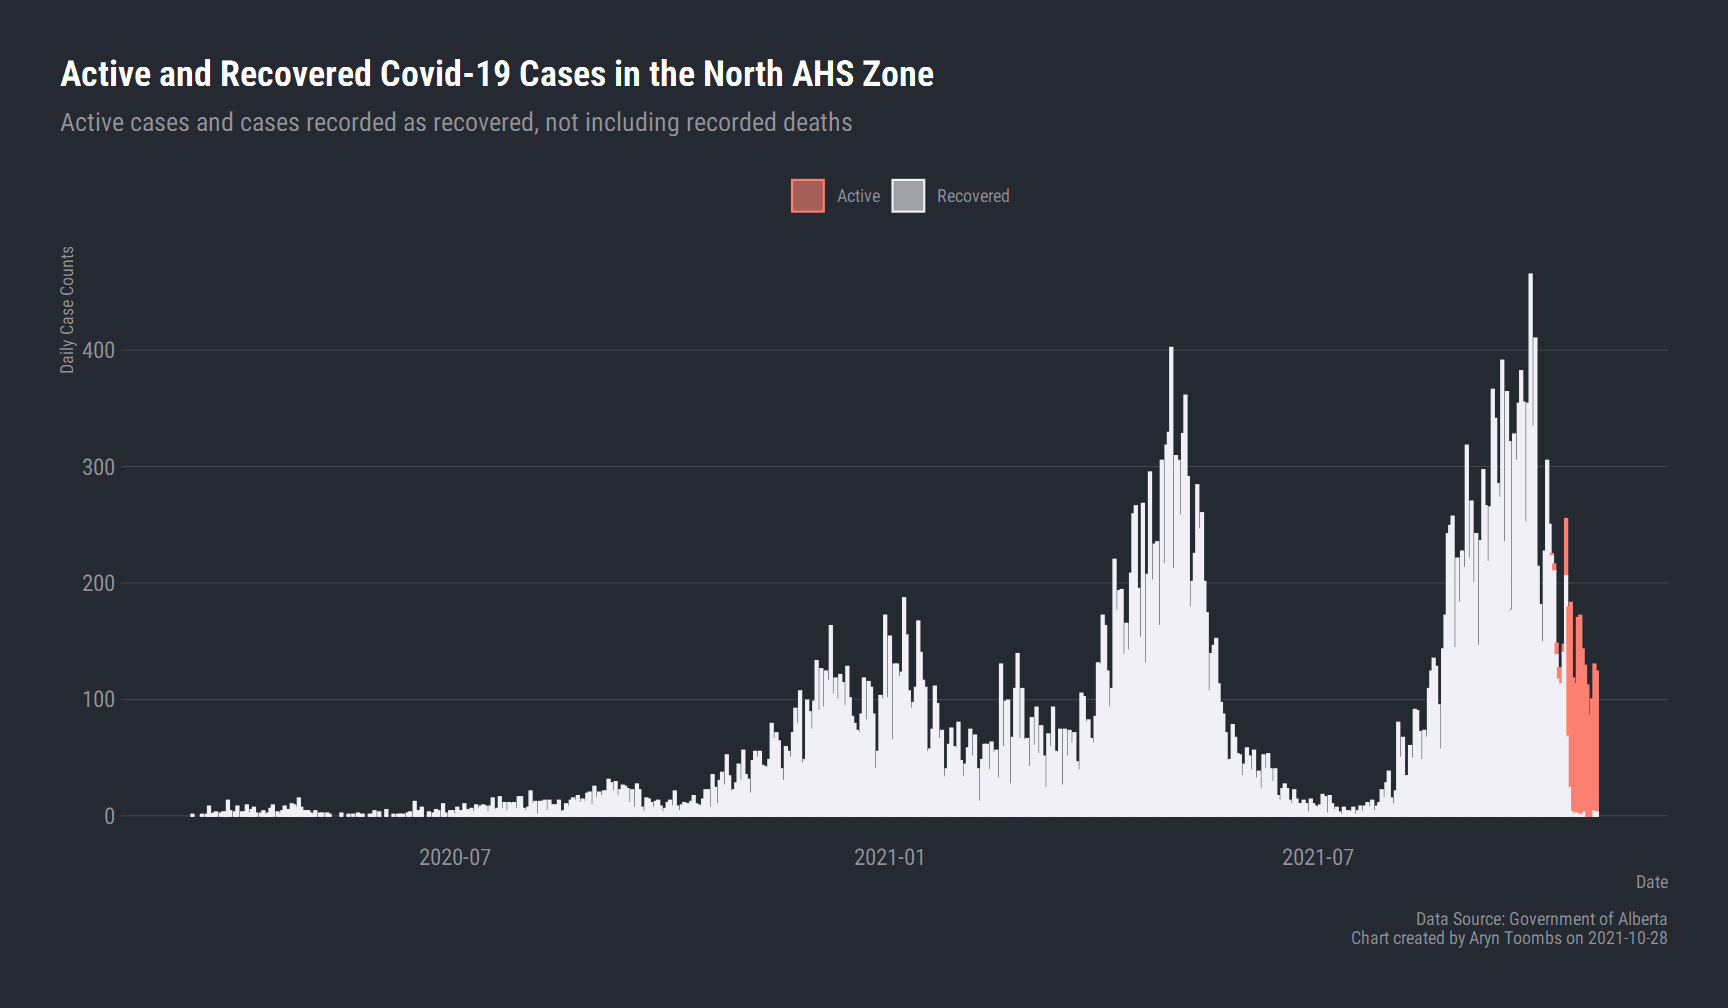 Active and Recovered Covid-19 Cases in the North AHS Zone
Active cases and cases recorded as recovered, not including recorded deaths
Active
Recovered
Daily Case Counts
400
300
200
100
0
2020-07
2021-01
2021-07
Date
Data Source: Government of Alberta
Chart created by Aryn Toombs on 2021-10-28